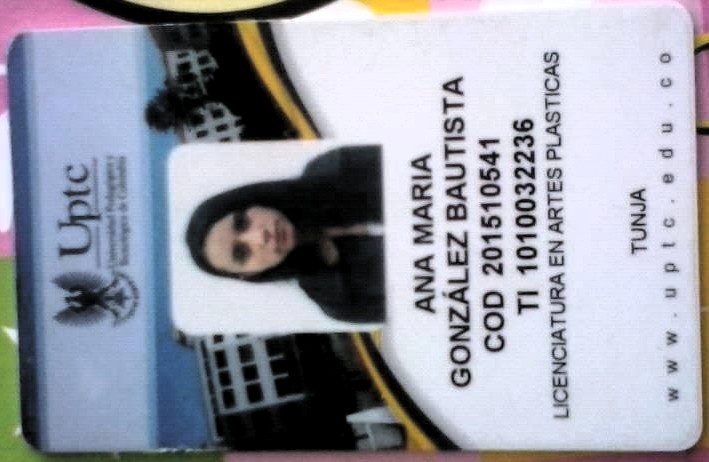 Uptc
Universidad Pedagógica y
Tecnológica de Colombia
ANA MARIA
GONZÁLEZ BAUTISTA
COD 201510541
TI 1010032236
LICENCIATURA EN ARTES PLASTICAS
TUNJA
www.uptc.edu.co